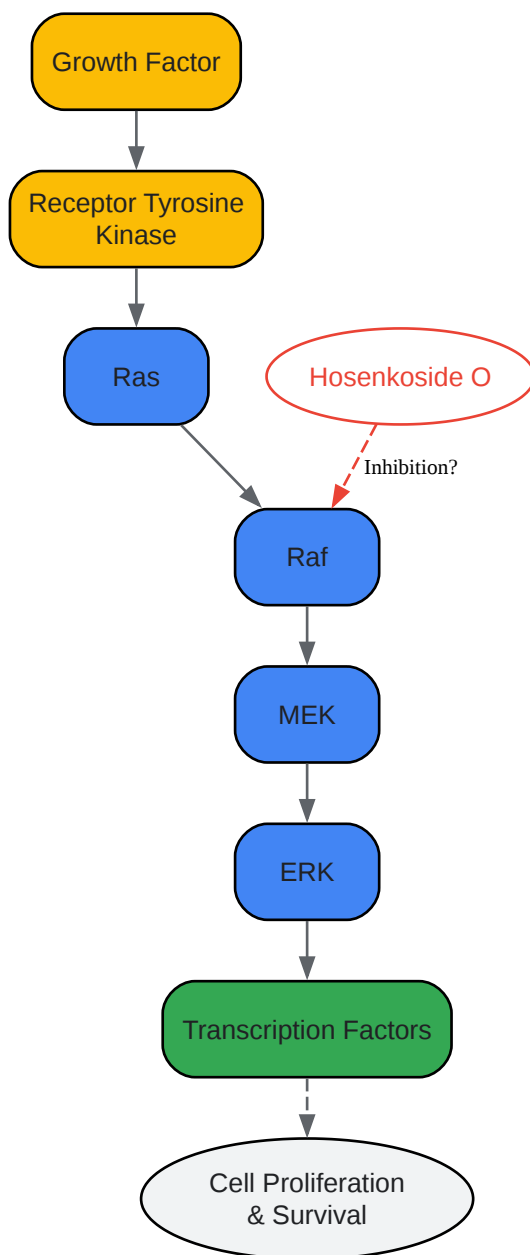 Growth Factor
Receptor Tyrosine
Kinase
Ras
Hosenkoside O
Inhibition?
Raf
MEK
ERK
Transcription Factors
Cell Proliferation
& Survival